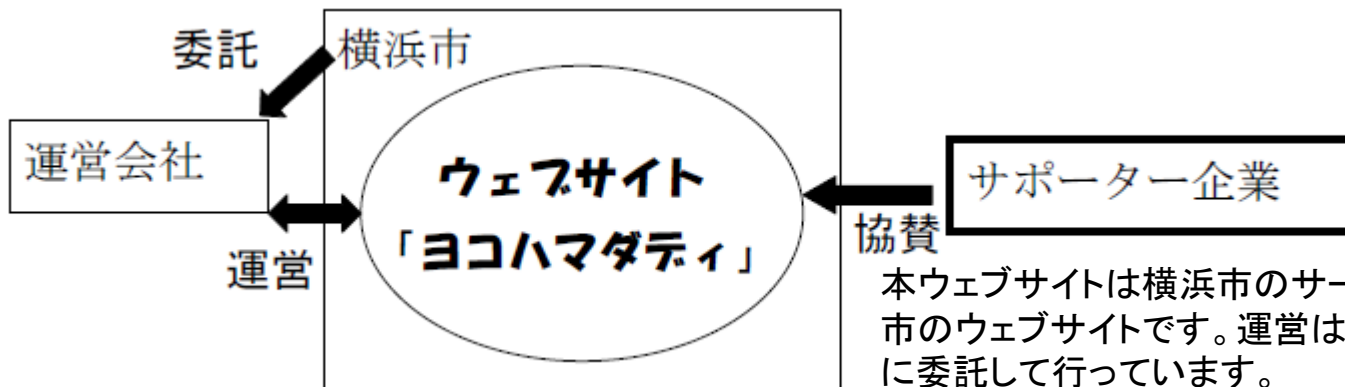 委託
横浜市
運営会社
ウェブサイト
「ヨコハマダディ」
サポーター企業
運営
協賛
本ウェブサイトは横浜市のサー
市のウェブサイトです。運営は
に委託して行っています。